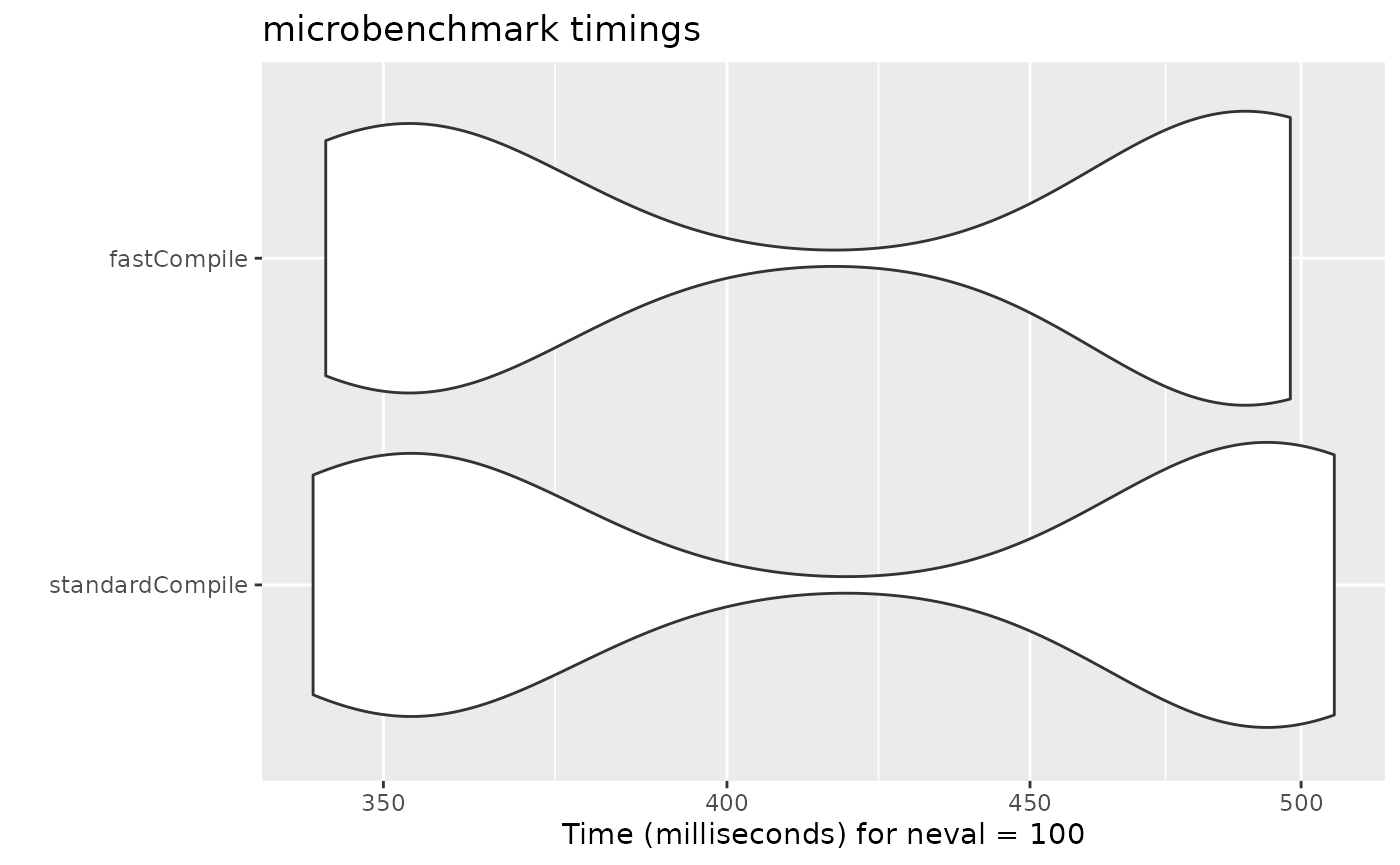 microbenchmark timings
fastCompile
standardCompile
350 400 450 500
Time (milliseconds) for neval = 100